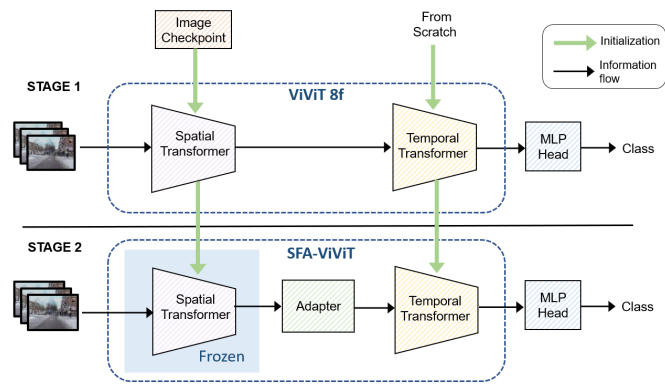 Image
Checkpoint
From
Scratch
Initialization
Information
flow
STAGE 1
ViViT 8f
Spatial
Transformer
Temporal
Transformer
MLP
Head
Class
STAGE 2
SFA-ViViT
Spatial
Transformer
Frozen
Adapter
Temporal
Transformer
MLP
Head
Class